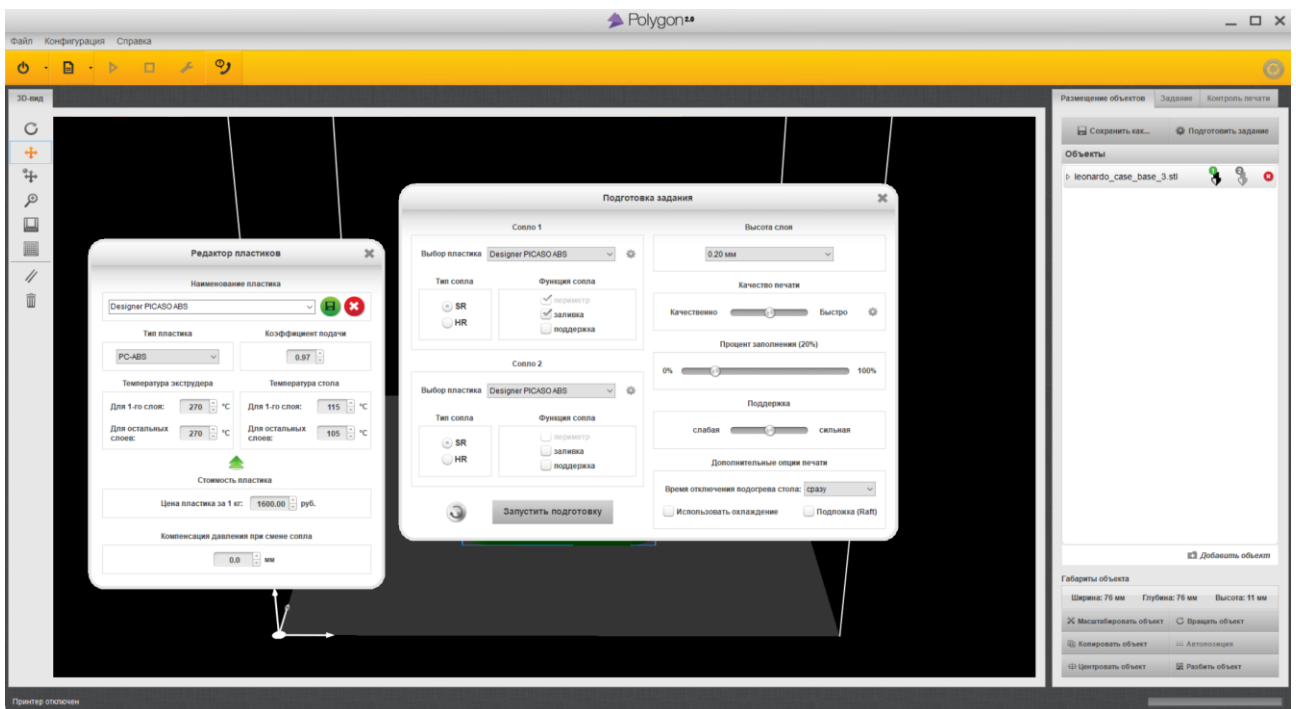 Polygon 2.0
Файл Конфигурация Справка
3D-вид
Размещение объектов Задание Контроль печати
Сохранить как... Подготовить задание
Объекты
leonardo_case_base_3.stl 1 2
Подготовка задания
Сопло 1
Выбор пластика Designer PICASO ABS
Тип сопла Функция сопла
SR
HR
периметр
заливка
поддержка
Сопло 2
Выбор пластика Designer PICASO ABS
Тип сопла Функция сопла
SR
HR
периметр
заливка
поддержка
Запустить подготовку
Высота слоя
0.20 мм
Качество печати
Качественно Быстро
Процент заполнения (20%)
0% 100%
Поддержка
слабая сильная
Дополнительные опции печати
Время отключения подогрева стола: сразу
Использовать охлаждение Подложка (Raft)
Редактор пластиков
Наименование пластика
Designer PICASO ABS
Тип пластика Коэффициент подачи
PC-ABS 0.97
Температура экструдера Температура стола
Для 1-го слоя: 270 °C Для 1-го слоя: 115 °C
Для остальных слоев: 270 °C Для остальных слоев: 105 °C
Стоимость пластика
Цена пластика за 1 кг: 1600.00 руб.
Компенсация давления при смене сопла
0.0 мм
Добавить объект
Габариты объекта
Ширина: 76 мм Глубина: 76 мм Высота: 11 мм
Масштабировать объект Вращать объект
Копировать объект Автопозиция
Центровать объект Разбить объект
Принтер отключен